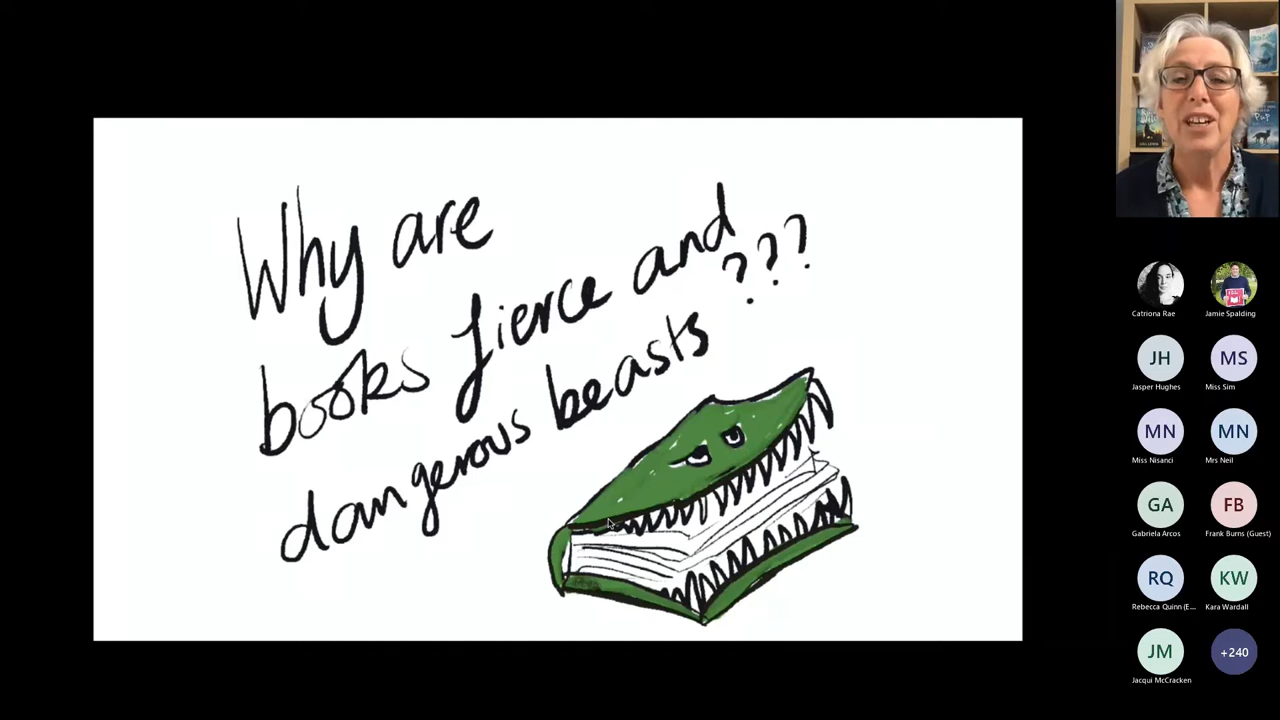 Why are
books fierce and
dangerous beasts ???
Catriona Rae
Jamie Spalding
JH
Jasper Hughes
MS
Miss Sim
MN
Miss Nisanci
MN
Mrs Neil
GA
Gabriela Arcos
FB
Frank Burns (Guest)
RQ
Rebecca Quinn (E...
KW
Kara Wardall
JM
Jacqui McCracken
+240